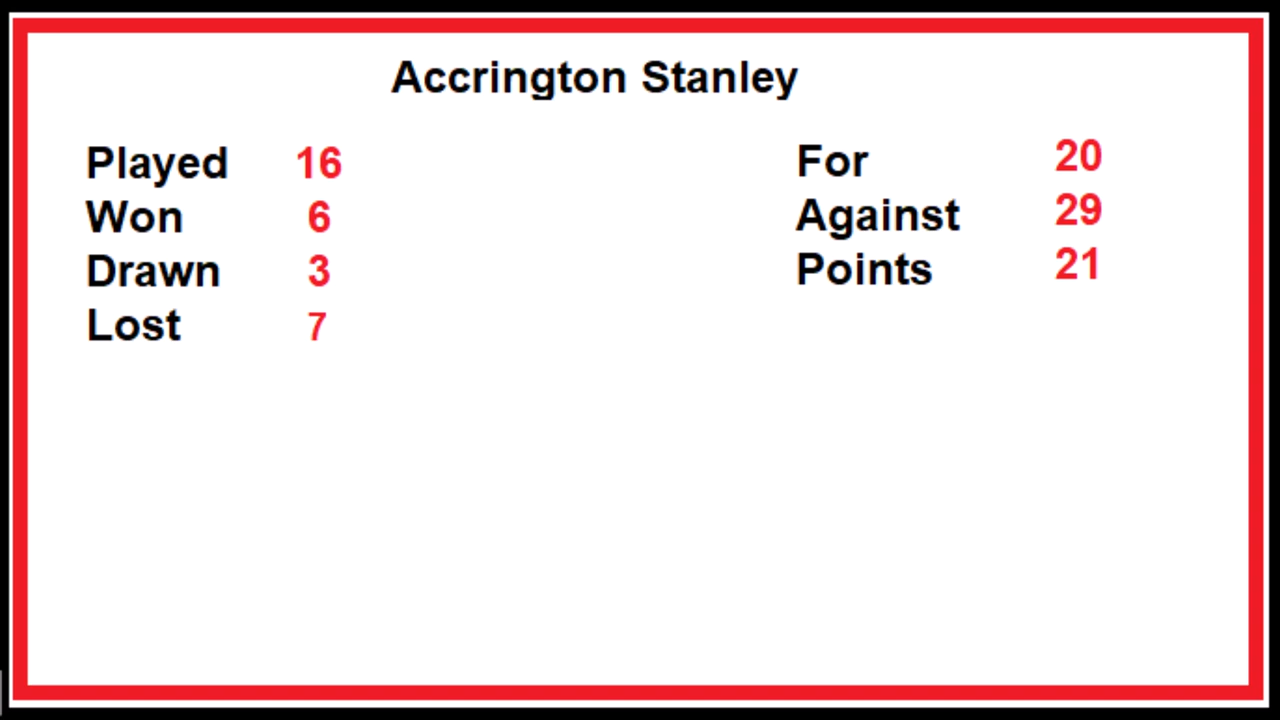 Accrington Stanley
Played 16
Won 6
Drawn 3
Lost 7
For 20
Against 29
Points 21